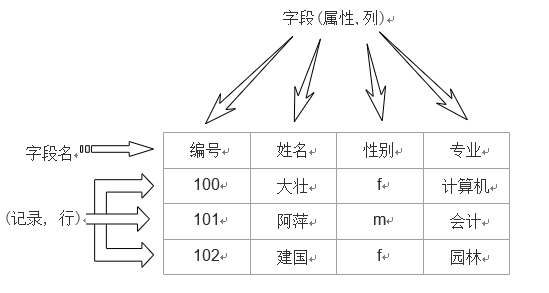 字段(属性,列)
字段名 编号 姓名 性别 专业
100 大壮 f 计算机
(记录, 行) 101 阿萍 m 会计
102 建国 f 园林